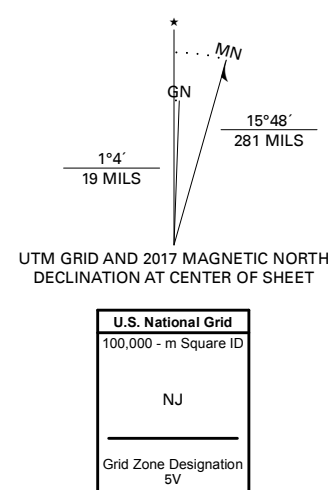 ★
MN
GN
15°48´
281 MILS
1°4´
19 MILS
UTM GRID AND 2017 MAGNETIC NORTH
DECLINATION AT CENTER OF SHEET
U.S. National Grid
100,000 - m Square ID
NJ
Grid Zone Designation
5V